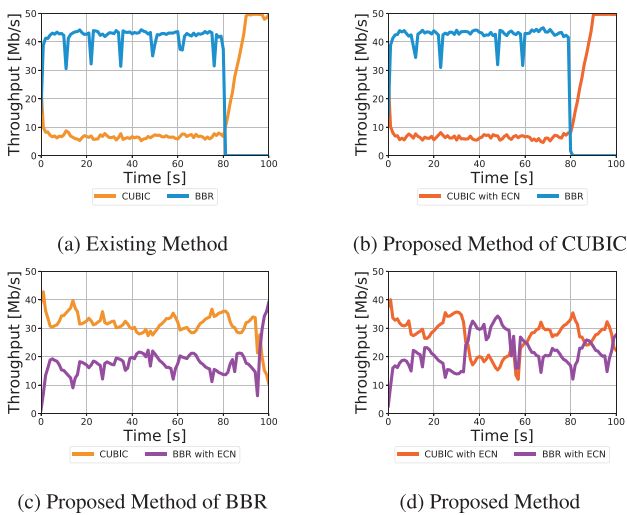 50
40
30
20
10
0
Throughput [Mb/s]
0 20 40 60 80 100
Time [s]
CUBIC BBR
(a) Existing Method
50
40
30
20
10
0
Throughput [Mb/s]
0 20 40 60 80 100
Time [s]
CUBIC with ECN BBR
(b) Proposed Method of CUBIC
50
40
30
20
10
0
Throughput [Mb/s]
0 20 40 60 80 100
Time [s]
CUBIC BBR with ECN
(c) Proposed Method of BBR
50
40
30
20
10
0
Throughput [Mb/s]
0 20 40 60 80 100
Time [s]
CUBIC with ECN BBR with ECN
(d) Proposed Method